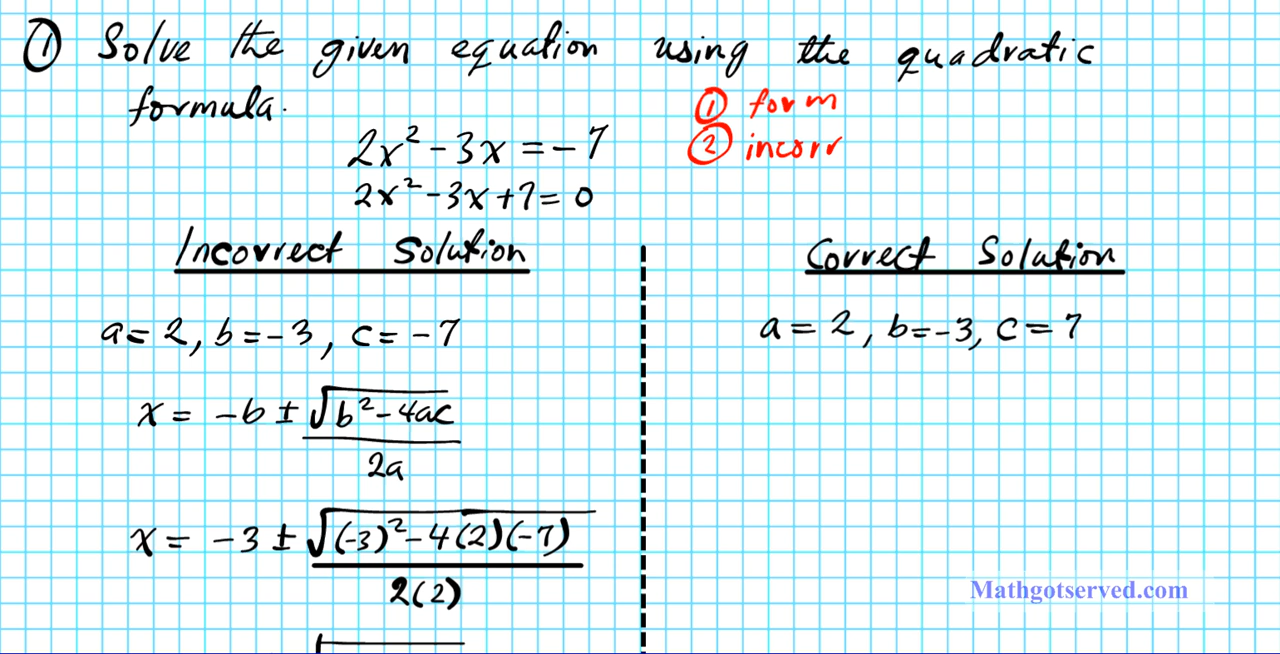 ① Solve the given equation using the quadratic
formula.
① form
② incorr
2x² - 3x = -7
2x² - 3x + 7 = 0
Incorrect Solution
a = 2, b = -3, c = -7
x = -b ± √(b² - 4ac)
2a
x = -3 ± √((-3)² - 4(2)(-7))
2(2)
Correct Solution
a = 2, b = -3, c = 7
Mathgotserved.com